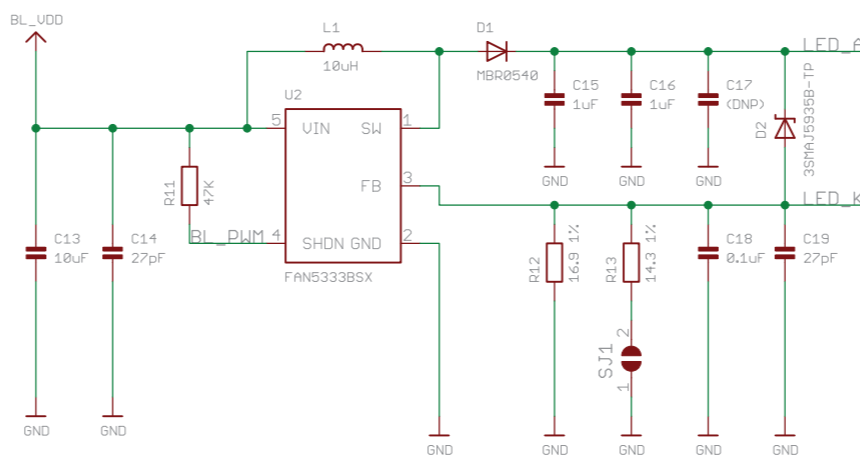 BL_VDD
L1
10uH
D1
MBR0540
LED_A
C15
1uF
C16
1uF
C17
(DNP)
D2
3SMAJ5935B-TP
GND
GND
GND
GND
U2
5
VIN
SW
1
FB
3
BL_PWM
4
SHDN
GND
2
FAN5333BSX
R11
47K
C13
10uF
C14
27pF
LED_K
R12
16.9 1%
R13
14.3 1%
C18
0.1uF
C19
27pF
2
SJ1
1
GND
GND
GND
GND
GND
GND
GND